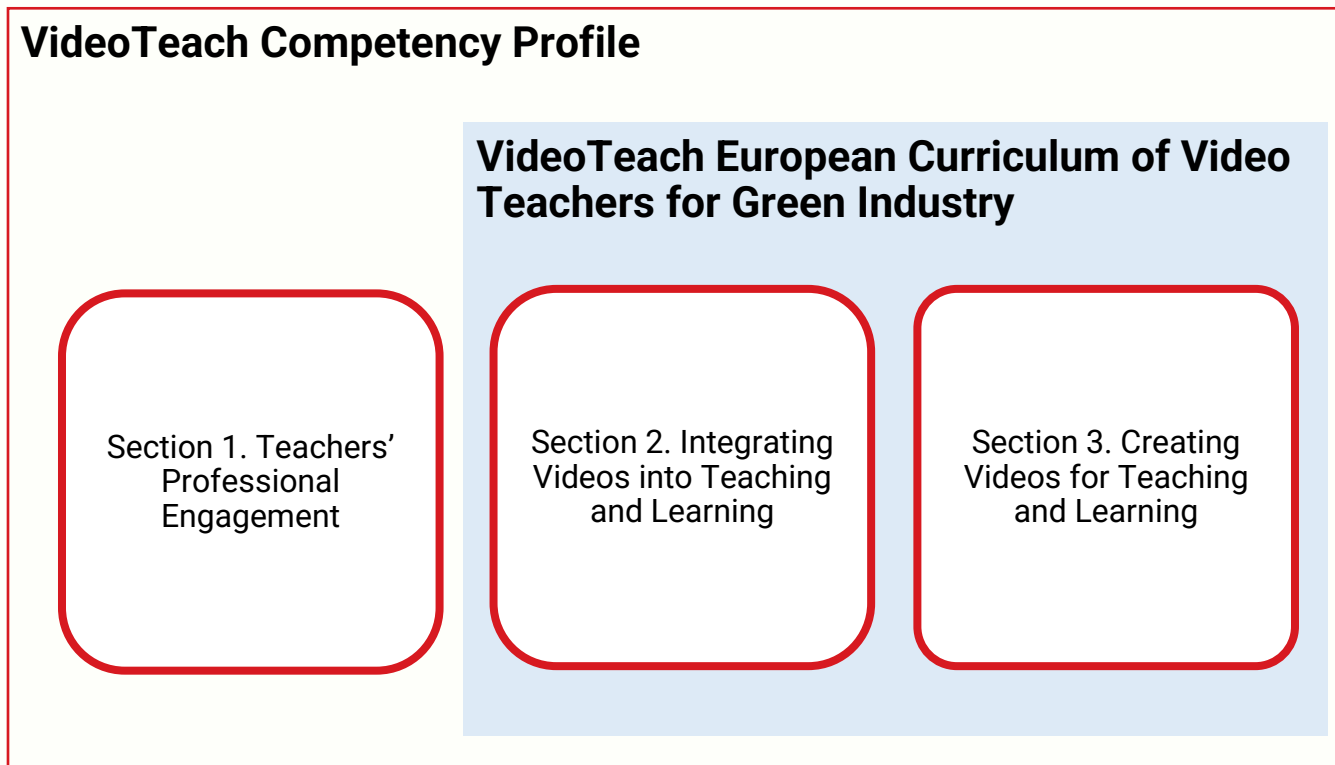 VideoTeach Competency Profile
VideoTeach European Curriculum of Video
Teachers for Green Industry
Section 1. Teachers’
Professional
Engagement
Section 2. Integrating
Videos into Teaching
and Learning
Section 3. Creating
Videos for Teaching
and Learning